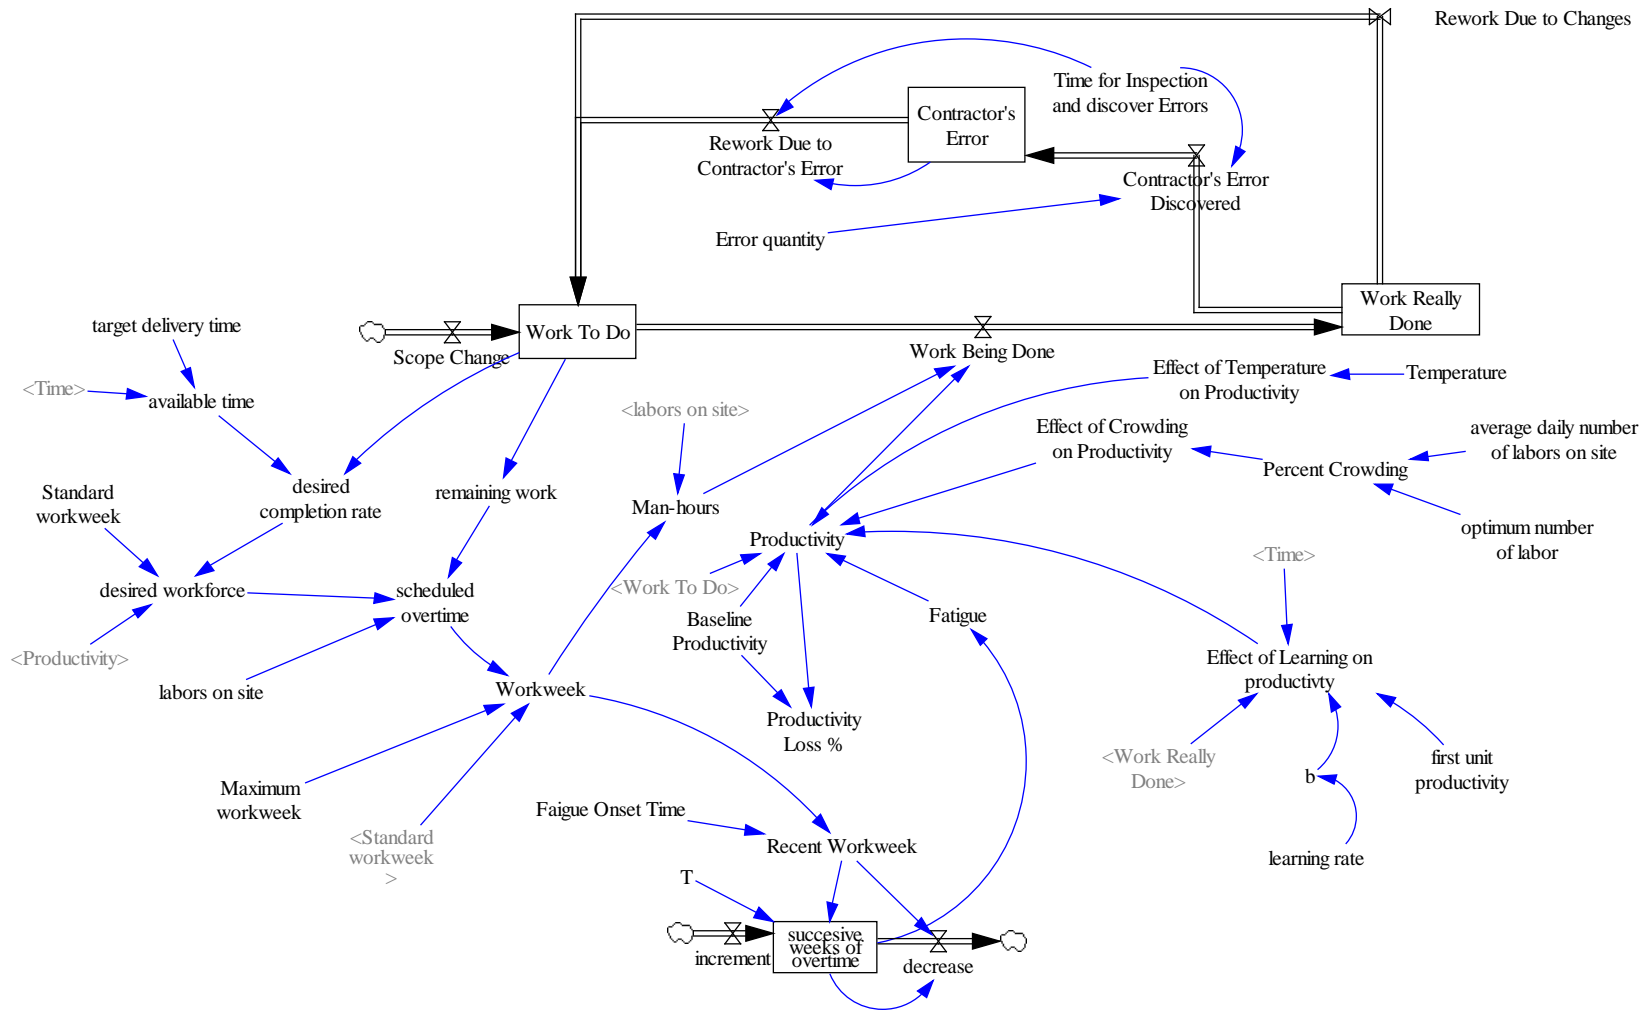 Rework Due to Changes
Time for Inspection
and discover Errors
Contractor's
Error
Rework Due to
Contractor's Error
Contractor's Error
Discovered
Error quantity
Work Really
Done
target delivery time
Work To Do
Scope Change
Work Being Done
<Time>
available time
Effect of Temperature
on Productivity
Temperature
<labors on site>
Effect of Crowding
on Productivity
average daily number
of labors on site
Percent Crowding
Standard
workweek
desired
completion rate
remaining work
Man-hours
optimum number
of labor
Productivity
<Time>
desired workforce
scheduled
overtime
<Work To Do>
Baseline
Productivity
Fatigue
<Productivity>
labors on site
Workweek
Effect of Learning on
productivty
Productivity
Loss %
<Work Really
Done>
b
first unit
productivity
Maximum
workweek
<Standard
workweek
>
Faigue Onset Time
Recent Workweek
learning rate
T
succesive
weeks of
overtime
increment
decrease